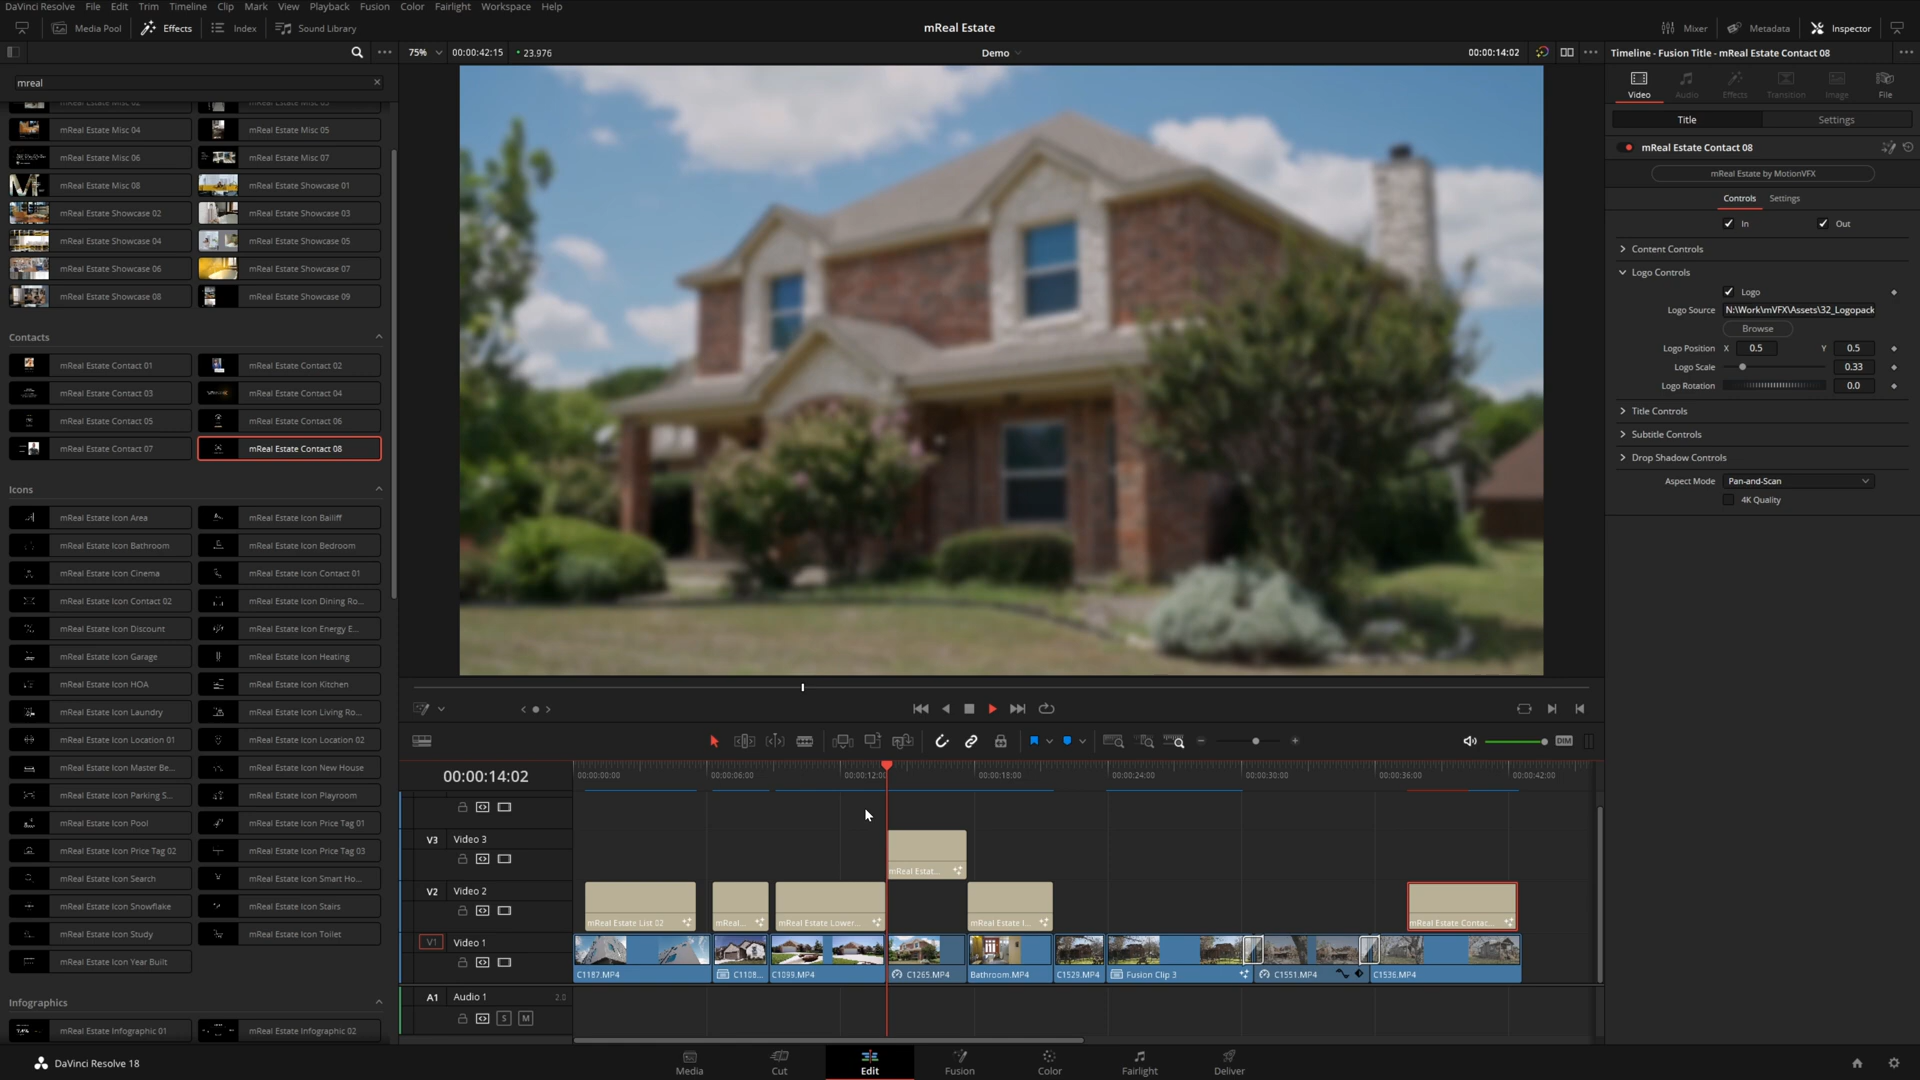 DaVinci Resolve File Edit Trim Timeline Clip Mark View Playback Fusion Color Fairlight Workspace Help
Media Pool Effects Index Sound Library
mReal Estate
Mixer Metadata Inspector
75% 00:00:42:15 23.976
Demo
00:00:14:02
Timeline - Fusion Title - mReal Estate Contact 08
mreal
mReal Estate Misc 02 mReal Estate Misc 03
mReal Estate Misc 04 mReal Estate Misc 05
mReal Estate Misc 06 mReal Estate Misc 07
mReal Estate Misc 08 mReal Estate Showcase 01
mReal Estate Showcase 02 mReal Estate Showcase 03
mReal Estate Showcase 04 mReal Estate Showcase 05
mReal Estate Showcase 06 mReal Estate Showcase 07
mReal Estate Showcase 08 mReal Estate Showcase 09
Contacts
mReal Estate Contact 01 mReal Estate Contact 02
mReal Estate Contact 03 mReal Estate Contact 04
mReal Estate Contact 05 mReal Estate Contact 06
mReal Estate Contact 07 mReal Estate Contact 08
Icons
mReal Estate Icon Area mReal Estate Icon Bailiff
mReal Estate Icon Bathroom mReal Estate Icon Bedroom
mReal Estate Icon Cinema mReal Estate Icon Contact 01
mReal Estate Icon Contact 02 mReal Estate Icon Dining Ro...
mReal Estate Icon Discount mReal Estate Icon Energy E...
mReal Estate Icon Garage mReal Estate Icon Heating
mReal Estate Icon HOA mReal Estate Icon Kitchen
mReal Estate Icon Laundry mReal Estate Icon Living Ro...
mReal Estate Icon Location 01 mReal Estate Icon Location 02
mReal Estate Icon Master Be... mReal Estate Icon New House
mReal Estate Icon Parking S... mReal Estate Icon Playroom
mReal Estate Icon Pool mReal Estate Icon Price Tag 01
mReal Estate Icon Price Tag 02 mReal Estate Icon Price Tag 03
mReal Estate Icon Search mReal Estate Icon Smart Ho...
mReal Estate Icon Snowflake mReal Estate Icon Stairs
mReal Estate Icon Study mReal Estate Icon Toilet
mReal Estate Icon Year Built
Infographics
mReal Estate Infographic 01 mReal Estate Infographic 02
Video Audio Effects Transition Image File
Title Settings
mReal Estate Contact 08
mReal Estate by MotionVFX
Controls Settings
In Out
Content Controls
Logo Controls
Logo
Logo Source N:\Work\mVFX\Assets\32_Logopack
Browse
Logo Position X 0.5 Y 0.5
Logo Scale 0.33
Logo Rotation 0.0
Title Controls
Subtitle Controls
Drop Shadow Controls
Aspect Mode Pan-and-Scan
4K Quality
DIM
00:00:14:02
00:00:00:00 00:00:06:00 00:00:12:00 00:00:18:00 00:00:24:00 00:00:30:00 00:00:36:00 00:00:42:00
V3 Video 3
mReal Estat...
V2 Video 2
mReal Estate List 02 mReal... mReal Estate Lower... mReal Estate I... mReal Estate Contac...
V1 Video 1
C1187.MP4 C1108... C1099.MP4 C1265.MP4 Bathroom.MP4 C1529.MP4 Fusion Clip 3 C1551.MP4 C1536.MP4
A1 Audio 1 2.0
S M
DaVinci Resolve 18
Media Cut Edit Fusion Color Fairlight Deliver